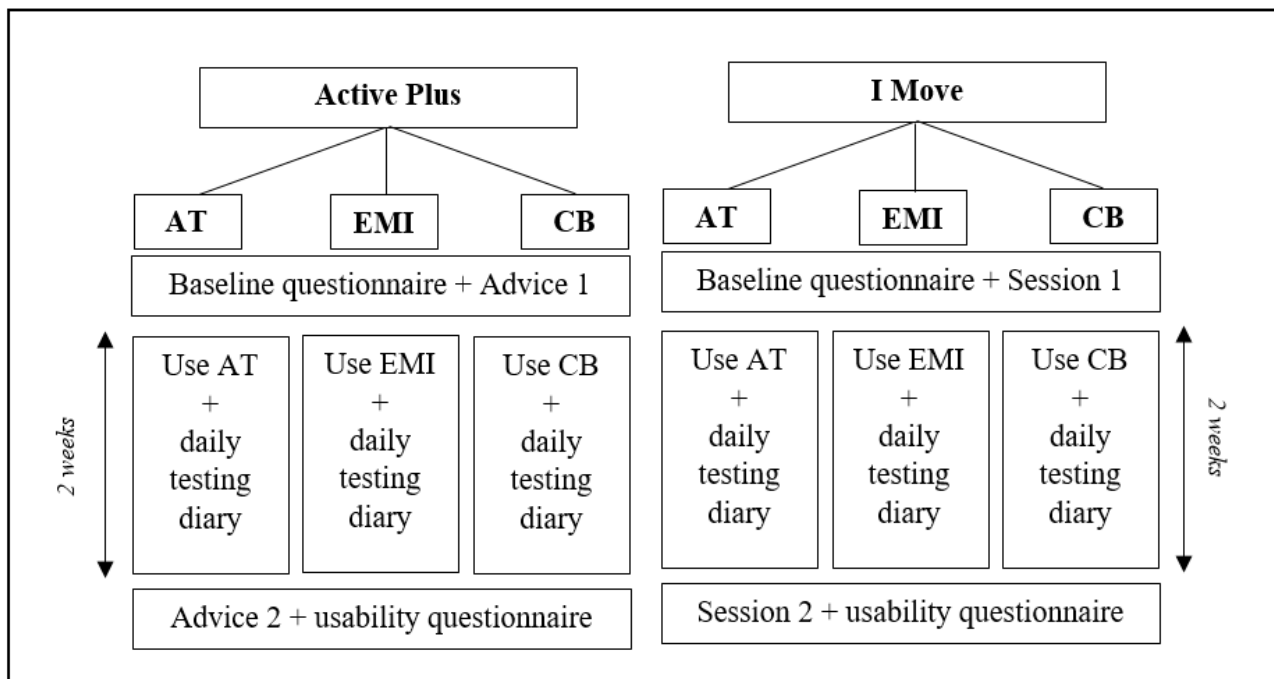 Active Plus
AT
EMI
CB
Baseline questionnaire + Advice 1
2 weeks
Use AT
+
daily
testing
diary
Use EMI
+
daily
testing
diary
Use CB
+
daily
testing
diary
Advice 2 + usability questionnaire
I Move
AT
EMI
CB
Baseline questionnaire + Session 1
Use AT
+
daily
testing
diary
Use EMI
+
daily
testing
diary
Use CB
+
daily
testing
diary
2 weeks
Session 2 + usability questionnaire